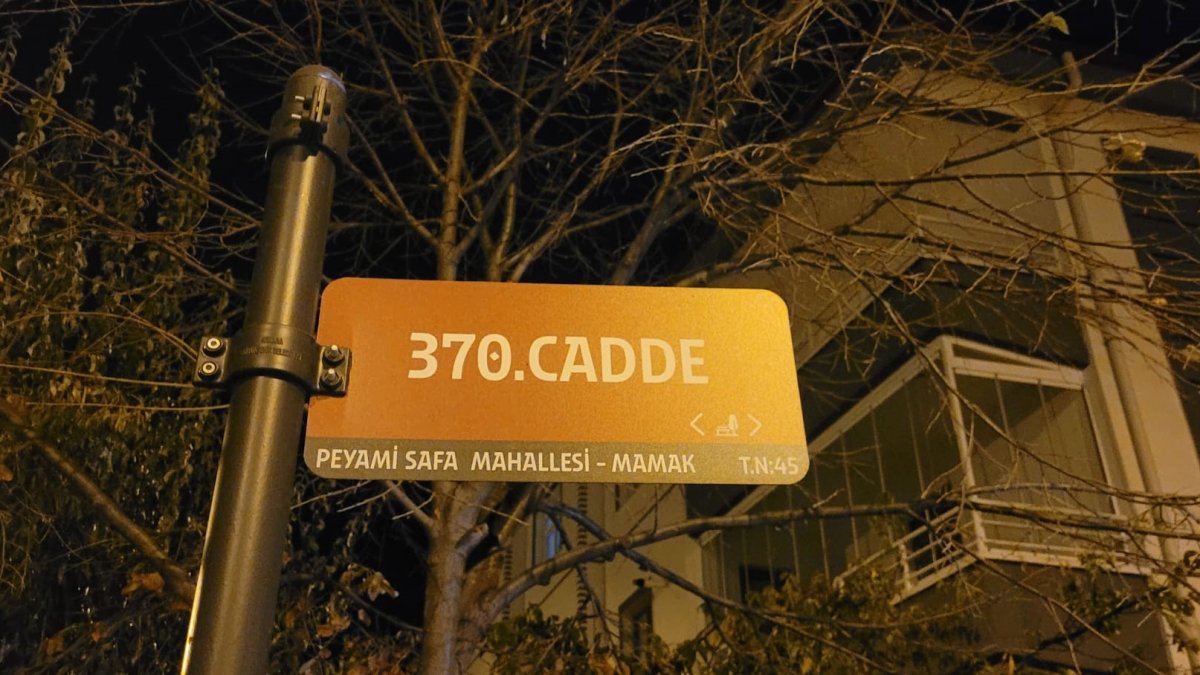 370.CADDE
PEYAMİ SAFA MAHALLESİ - MAMAK T.N:45